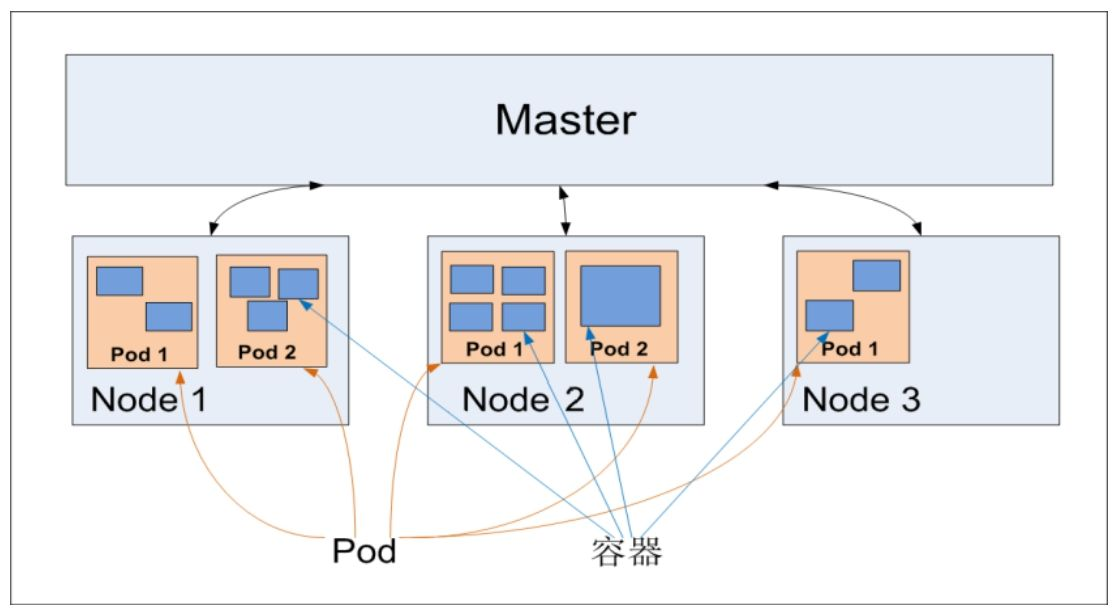 Master
Pod 1
Pod 2
Node 1
Pod 1
Pod 2
Node 2
Pod 1
Node 3
Pod
容器